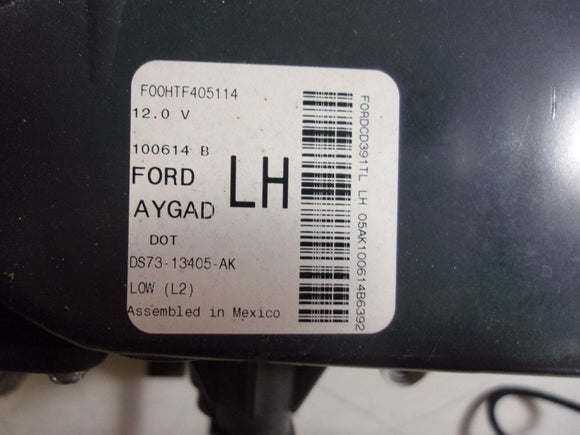 F00HTF405114
12.0 V
100614 B
FORD LH
AYGAD
DOT
DS73-13405-AK
LOW (L2)
Assembled in Mexico
FORDCD391TL LH 05AK100614B6392